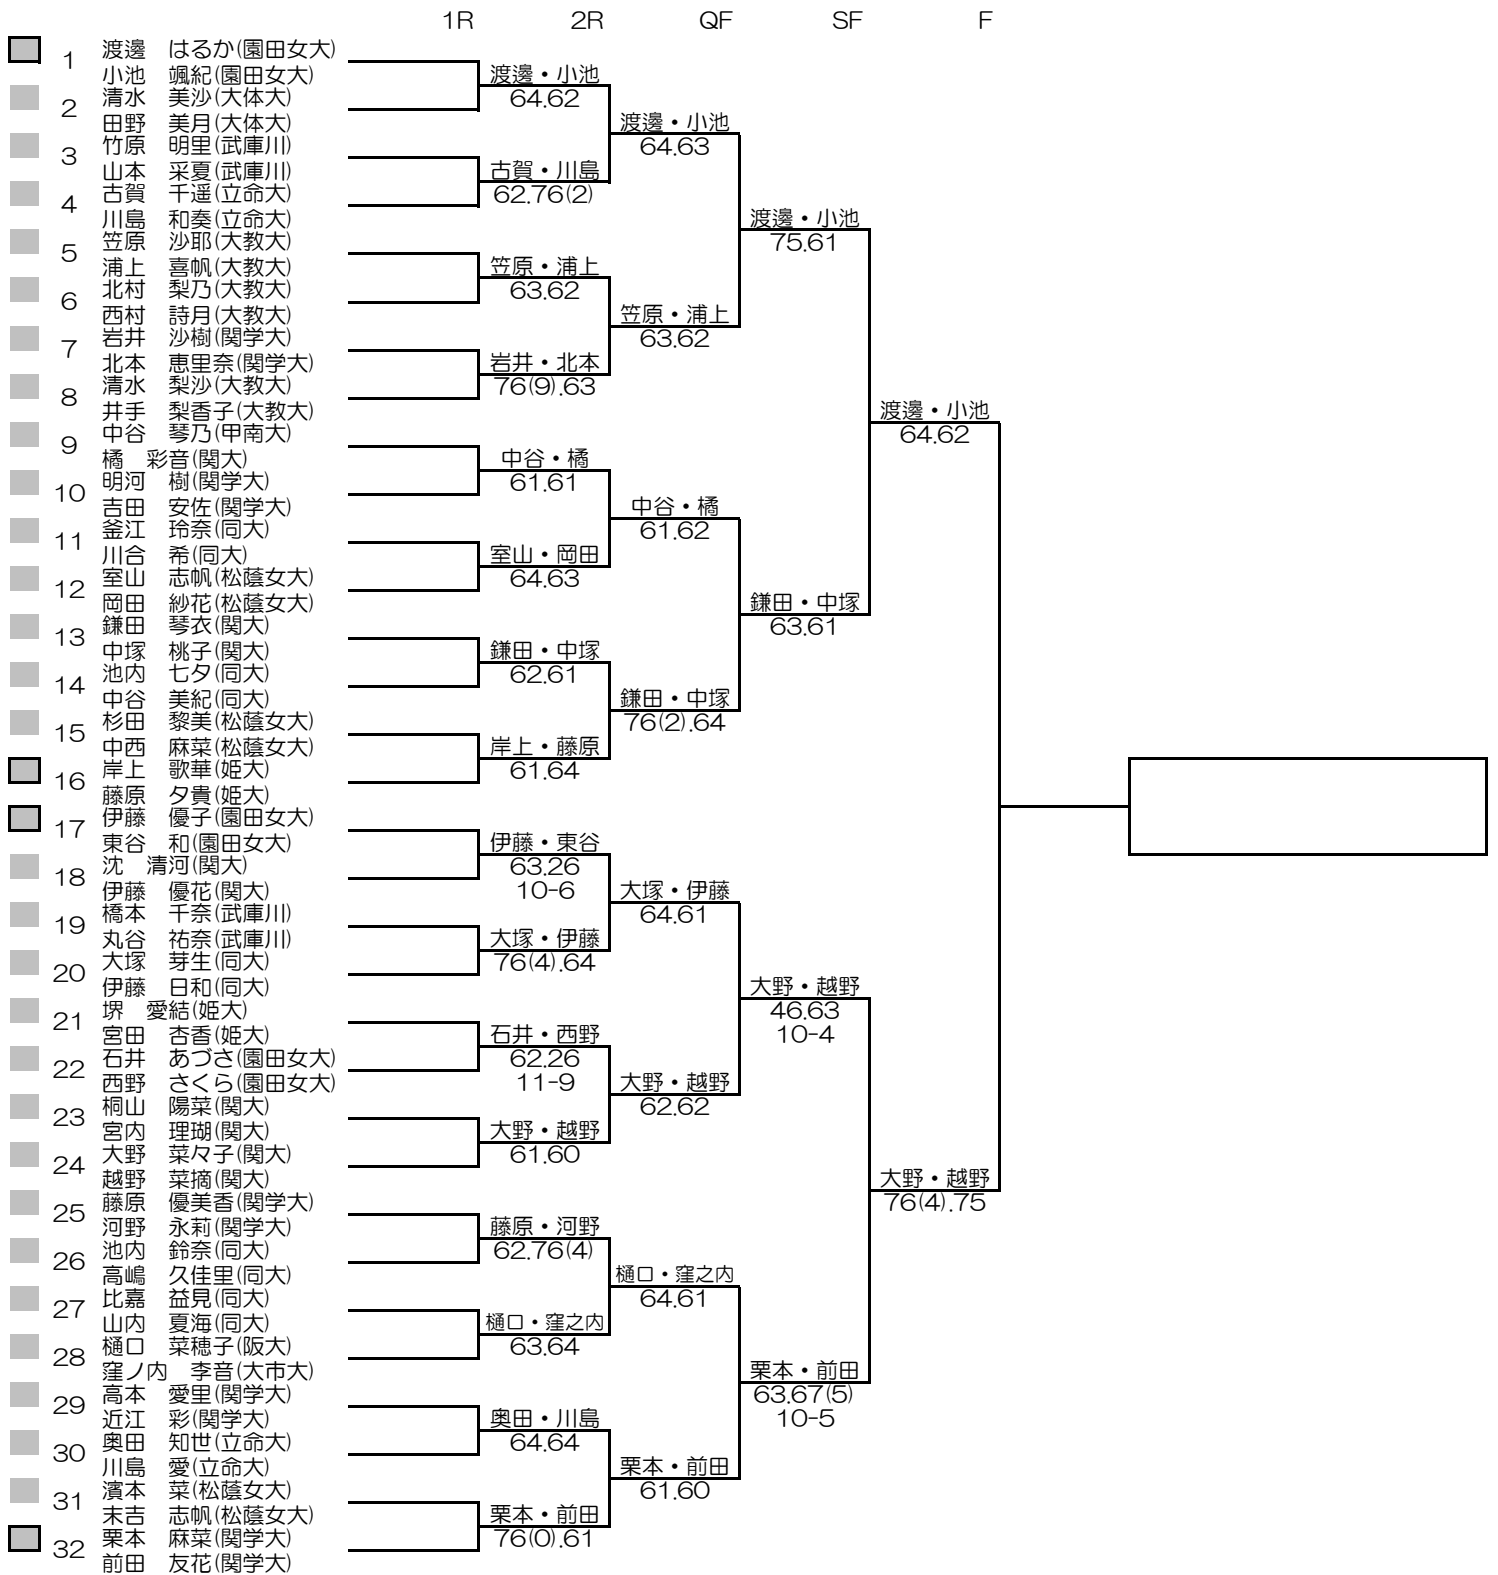 1R 2R QF SF F
渡邊 はるか(園田女大)
1
小池 颯紀(園田女大)
渡邊・小池
清水 美沙(大体大)
64.62
2
田野 美月(大体大)
渡邊・小池
竹原 明里(武庫川)
64.63
3
山本 采夏(武庫川)
古賀・川島
古賀 千遥(立命大)
62.76(2)
4
川島 和奏(立命大)
渡邊・小池
笠原 沙耶(大教大)
75.61
5
浦上 喜帆(大教大)
笠原・浦上
北村 梨乃(大教大)
63.62
6
西村 詩月(大教大)
笠原・浦上
岩井 沙樹(関学大)
63.62
7
北本 恵里奈(関学大)
岩井・北本
清水 梨沙(大教大)
76(9).63
8
井手 梨香子(大教大)
渡邊・小池
中谷 琴乃(甲南大)
64.62
9
橘 彩音(関大)
中谷・橘
明河 樹(関学大)
61.61
10
吉田 安佐(関学大)
中谷・橘
釜江 玲奈(同大)
61.62
11
川合 希(同大)
室山・岡田
室山 志帆(松蔭女大)
64.63
12
岡田 紗花(松蔭女大)
鎌田・中塚
鎌田 琴衣(関大)
63.61
13
中塚 桃子(関大)
鎌田・中塚
池内 七夕(同大)
62.61
14
中谷 美紀(同大)
鎌田・中塚
杉田 黎美(松蔭女大)
76(2).64
15
中西 麻菜(松蔭女大)
岸上・藤原
岸上 歌華(姫大)
61.64
16
藤原 夕貴(姫大)
伊藤 優子(園田女大)
17
東谷 和(園田女大)
伊藤・東谷
沈 清河(関大)
63.26
18
伊藤 優花(関大)
10-6
大塚・伊藤
橋本 千奈(武庫川)
64.61
19
丸谷 祐奈(武庫川)
大塚・伊藤
大塚 芽生(同大)
76(4).64
20
伊藤 日和(同大)
大野・越野
堺 愛結(姫大)
46.63
21
宮田 杏香(姫大)
石井・西野
10-4
石井 あづさ(園田女大)
62.26
22
西野 さくら(園田女大)
11-9
大野・越野
桐山 陽菜(関大)
62.62
23
宮内 理瑚(関大)
大野・越野
大野 菜々子(関大)
61.60
24
越野 菜摘(関大)
大野・越野
藤原 優美香(関学大)
76(4).75
25
河野 永莉(関学大)
藤原・河野
池内 鈴奈(同大)
62.76(4)
26
高嶋 久佳里(同大)
樋口・窪之内
比嘉 益見(同大)
64.61
27
山内 夏海(同大)
樋口・窪之内
樋口 菜穂子(阪大)
63.64
28
窪ノ内 李音(大市大)
栗本・前田
高本 愛里(関学大)
63.67(5)
29
近江 彩(関学大)
奥田・川島
10-5
奥田 知世(立命大)
64.64
30
川島 愛(立命大)
栗本・前田
濱本 菜(松蔭女大)
61.60
31
末吉 志帆(松蔭女大)
栗本・前田
栗本 麻菜(関学大)
76(0).61
32
前田 友花(関学大)